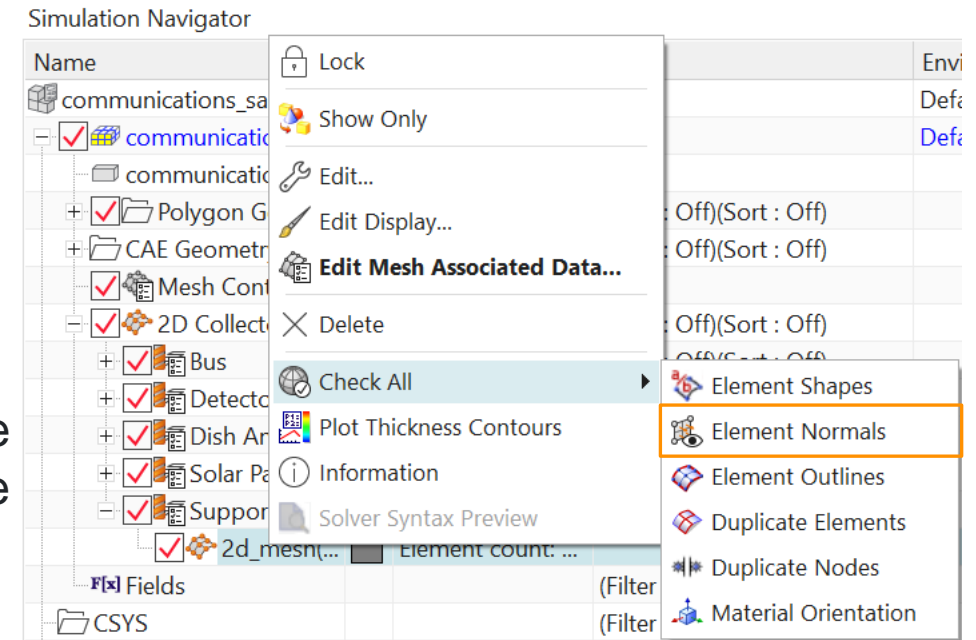 Simulation Navigator
Name
Lock
communications_sa
Defa
Show Only
communicatio
Defa
communicatio
Edit...
Polygon G
: Off)(Sort : Off)
Edit Display...
CAE Geometr
: Off)(Sort : Off)
Edit Mesh Associated Data...
Mesh Cont
2D Collecto
Delete
: Off)(Sort : Off)
Bus
Check All
Element Shapes
Detecto
Plot Thickness Contours
Element Normals
Dish An
Solar Pa
Information
Element Outlines
Suppor
Solver Syntax Preview
Duplicate Elements
2d_mesh(...
Element count: ...
Duplicate Nodes
F[x] Fields
(Filter
CSYS
(Filter
Material Orientation